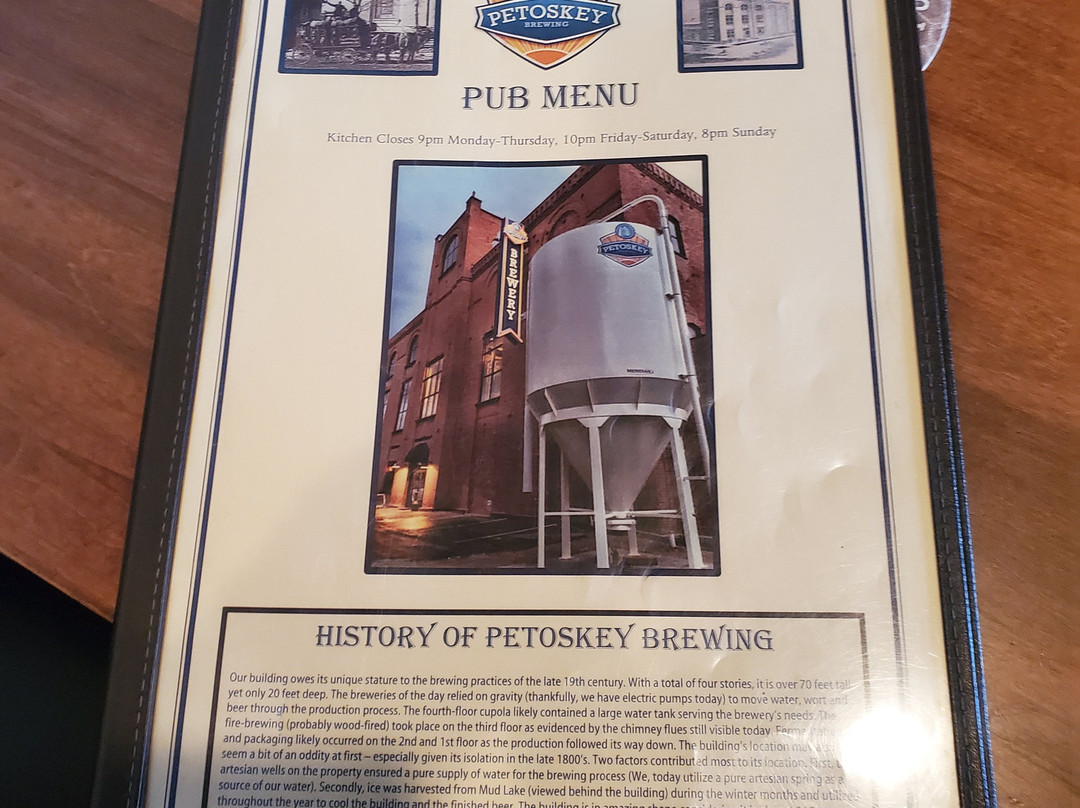 PETOSKEY
BREWING
PUB MENU
Kitchen Closes 9pm Monday-Thursday, 10pm Friday-Saturday, 8pm Sunday
BREWERY
PETOSKEY
MERIDIAN
HISTORY OF PETOSKEY BREWING
Our building owes its unique stature to the brewing practices of the late 19th century. With a total of four stories, it is over 70 feet tall
yet only 20 feet deep. The breweries of the day relied on gravity (thankfully, we have electric pumps today) to move water, wort and
beer through the production process. The fourth-floor cupola likely contained a large water tank serving the brewery's needs. The
fire-brewing (probably wood-fired) took place on the third floor as evidenced by the chimney flues still visible today.
and packaging likely occurred on the 2nd and 1st floor as the production followed its way down. The building's location
seem a bit of an oddity at first – especially given its isolation in the late 1800's. Two factors contributed most to its location. First,
artesian wells on the property ensured a pure supply of water for the brewing process (We, today utilize a pure artesian spring as a
source of our water). Secondly, ice was harvested from Mud Lake (viewed behind the building) during the winter months and utilized
throughout the year to cool the building and the finished beer. The building is in amazing shape